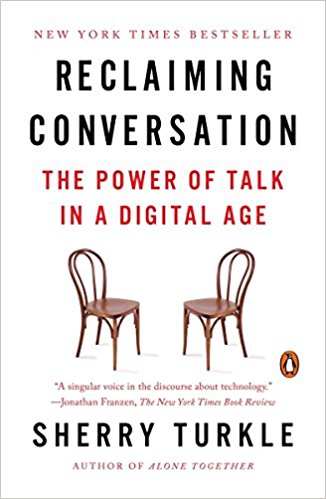 NEW YORK TIMES BESTSELLER
RECLAIMING
CONVERSATION
THE POWER OF TALK
IN A DIGITAL AGE
"A singular voice in the discourse about technology."
—Jonathan Franzen, The New York Times Book Review
SHERRY TURKLE
AUTHOR OF ALONE TOGETHER